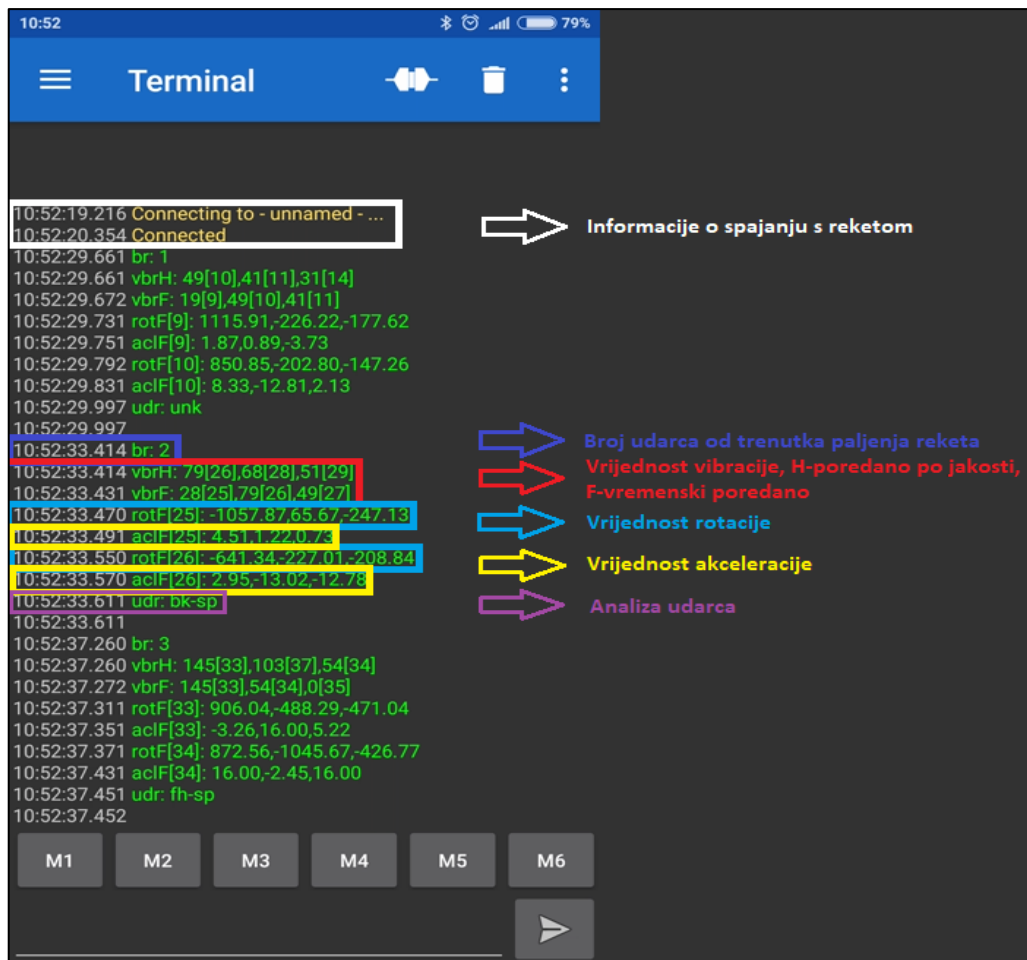 10:52 79%
Terminal
10:52:19.216 Connecting to - unnamed - ...
10:52:20.354 Connected
Informacije o spajanju s reketom
10:52:29.661 br: 1
10:52:29.661 vbrH: 49[10],41[11],31[14]
10:52:29.672 vbrF: 19[9],49[10],41[11]
10:52:29.731 rotF[9]: 1115.91,-226.22,-177.62
10:52:29.751 aclF[9]: 1.87,0.89,-3.73
10:52:29.792 rotF[10]: 850.85,-202.80,-147.26
10:52:29.831 aclF[10]: 8.33,-12.81,2.13
10:52:29.997 udr: unk
10:52:29.997
10:52:33.414 br: 2
Broj udarca od trenutka paljenja reketa
10:52:33.414 vbrH: 79[26],68[28],51[29]
10:52:33.431 vbrF: 28[25],79[26],49[27]
Vrijednost vibracije, H-poredano po jakosti,
F-vremenski poredano
10:52:33.470 rotF[25]: -1057.87,65.67,-247.13
Vrijednost rotacije
10:52:33.491 aclF[25]: 4.51,1.22,0.73
10:52:33.550 rotF[26]: -641.34,-227.01,-208.84
10:52:33.570 aclF[26]: 2.95,-13.02,-12.78
Vrijednost akceleracije
10:52:33.611 udr: bk-sp
Analiza udarca
10:52:33.611
10:52:37.260 br: 3
10:52:37.260 vbrH: 145[33],103[37],54[34]
10:52:37.272 vbrF: 145[33],54[34],0[35]
10:52:37.311 rotF[33]: 906.04,-488.29,-471.04
10:52:37.351 aclF[33]: -3.26,16.00,5.22
10:52:37.371 rotF[34]: 872.56,-1045.67,-426.77
10:52:37.431 aclF[34]: 16.00,-2.45,16.00
10:52:37.451 udr: fh-sp
10:52:37.452
M1 M2 M3 M4 M5 M6